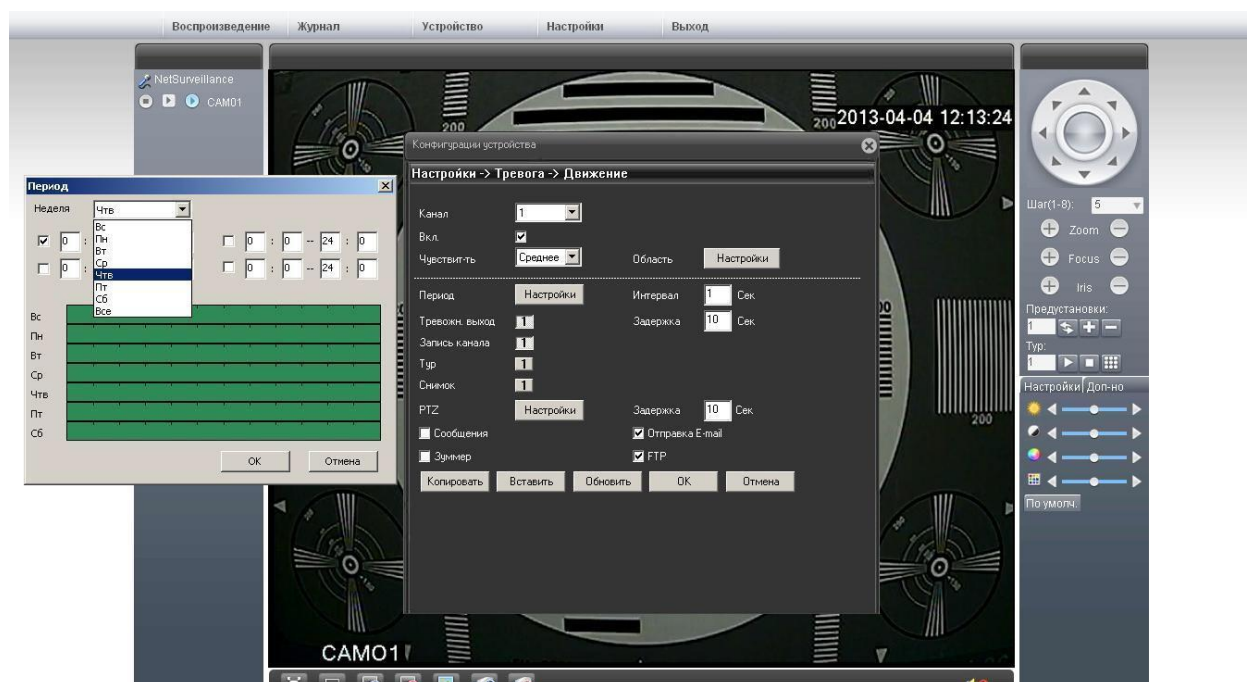 Воспроизведение Журнал Устройство Настройки Выход
NetSurveillance
CAM01
200
200
2013-04-04 12:13:24
Конфигурации устройства
Настройки -> Тревога -> Движение
Канал 1
Вкл.
Чувствит-ть Среднее Область Настройки
Период Настройки Интервал 1 Сек
Тревожн. выход 1 Задержка 10 Сек
Запись канала 1
Тур 1
Снимок 1
PTZ Настройки Задержка 10 Сек
Сообщения Отправка E-mail
Зуммер FTP
Копировать Вставить Обновить OK Отмена
Период
Неделя Чтв
Вс
Пн
Вт
Ср
Чтв
Пт
Сб
Все
0 : 0 : 0 -- 24 : 0
0 : 0 : 0 -- 24 : 0
Вс
Пн
Вт
Ср
Чтв
Пт
Сб
OK Отмена
Шаг(1-8): 5
Zoom
Focus
Iris
Предустановки:
1
Тур:
1
Настройки Доп-но
По умолч.
200
CAM01